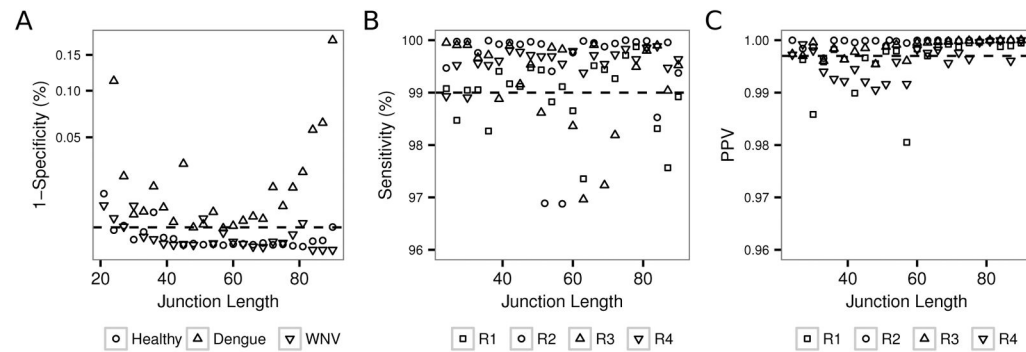 A
1−Specificity (%)
0.15
0.10
0.05
20 40 60 80
Junction Length
Healthy Dengue WNV
B
Sensitivity (%)
100
99
98
97
96
40 60 80
Junction Length
R1 R2 R3 R4
C
PPV
1.00
0.99
0.98
0.97
0.96
40 60 80
Junction Length
R1 R2 R3 R4